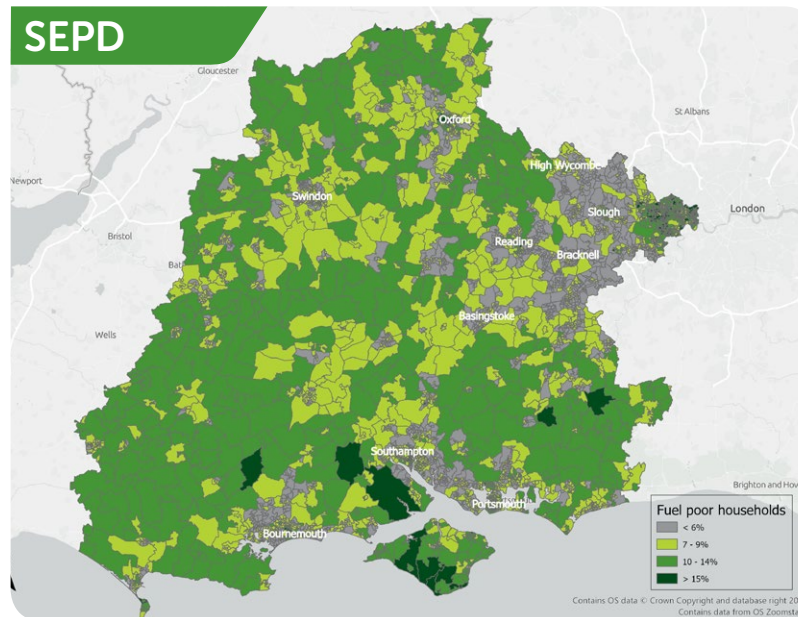 SEPD
Gloucester
Oxford
St Albans
High Wycombe
Newport
Swindon
Slough
London
Bristol
Reading
Bath
Bracknell
Basingstoke
Wells
Southampton
Brighton and Hov
Portsmouth
Bournemouth
Fuel poor households
< 6%
7 - 9%
10 - 14%
> 15%
Contains OS data © Crown Copyright and database right 20
Contains data from OS Zoomsta